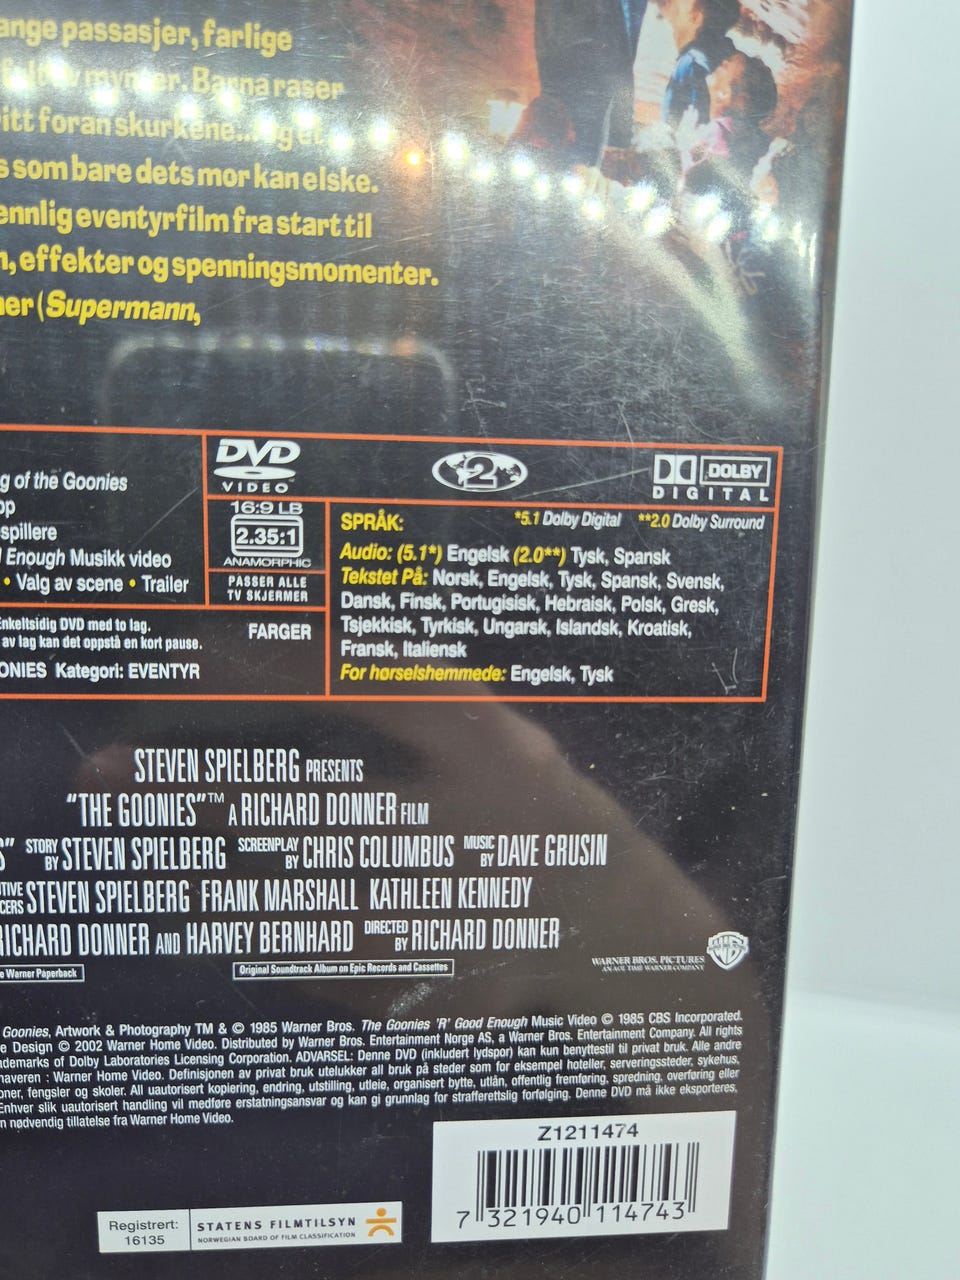 ange passasjer, farlige
Barna raser
itt foran skurkene...
s som bare dets mor kan elske.
ennlig eventyrfilm fra start til
n, effekter og spenningsmomenter.
ner (Supermann,
g of the Goonies
pp
spillere
l Enough Musikk video
• Valg av scene • Trailer
Enkeltsidig DVD med to lag.
av lag kan det oppstå en kort pause.
ONIES Kategori: EVENTYR
DVD
VIDEO
16:9 LB
2.35:1
ANAMORPHIC
PASSER ALLE
TV SKJERMER
FARGER
2
DOLBY
DIGITAL
SPRÅK: *5.1 Dolby Digital **2.0 Dolby Surround
Audio: (5.1*) Engelsk (2.0**) Tysk, Spansk
Tekstet På: Norsk, Engelsk, Tysk, Spansk, Svensk,
Dansk, Finsk, Portugisisk, Hebraisk, Polsk, Gresk,
Tsjekkisk, Tyrkisk, Ungarsk, Islandsk, Kroatisk,
Fransk, Italiensk
For hørselshemmede: Engelsk, Tysk
STEVEN SPIELBERG PRESENTS
"THE GOONIES"™ A RICHARD DONNER FILM
S" STORY BY STEVEN SPIELBERG SCREENPLAY BY CHRIS COLUMBUS MUSIC BY DAVE GRUSIN
TIVE CERS STEVEN SPIELBERG FRANK MARSHALL KATHLEEN KENNEDY
RICHARD DONNER AND HARVEY BERNHARD DIRECTED BY RICHARD DONNER
e Warner Paperback
Original Soundtrack Album on Epic Records and Cassettes
WARNER BROS. PICTURES
AN AOL TIME WARNER COMPANY
Goonies, Artwork & Photography TM & © 1985 Warner Bros. The Goonies 'R' Good Enough Music Video © 1985 CBS Incorporated.
e Design © 2002 Warner Home Video. Distributed by Warner Bros. Entertainment Norge AS, a Warner Bros. Entertainment Company. All rights
ademarks of Dolby Laboratories Licensing Corporation. ADVARSEL: Denne DVD (inkludert lydspor) kan kun benyttestil til privat bruk. Alle andre
haveren : Warner Home Video. Definisjonen av privat bruk utelukker all bruk på steder som for eksempel hoteller, serveringssteder, sykehus,
oner, fengsler og skoler. All uautorisert kopiering, endring, utstilling, utleie, organisert bytte, utlån, offentlig fremføring, spredning, overføring eller
Enhver slik uautorisert handling vil medføre erstatningsansvar og kan gi grunnlag for strafferettslig forfølging. Denne DVD må ikke eksporteres,
n nødvendig tillatelse fra Warner Home Video.
Z1211474
7 321940 114743
Registrert:
16135
STATENS FILMTILSYN
NORWEGIAN BOARD OF FILM CLASSIFICATION